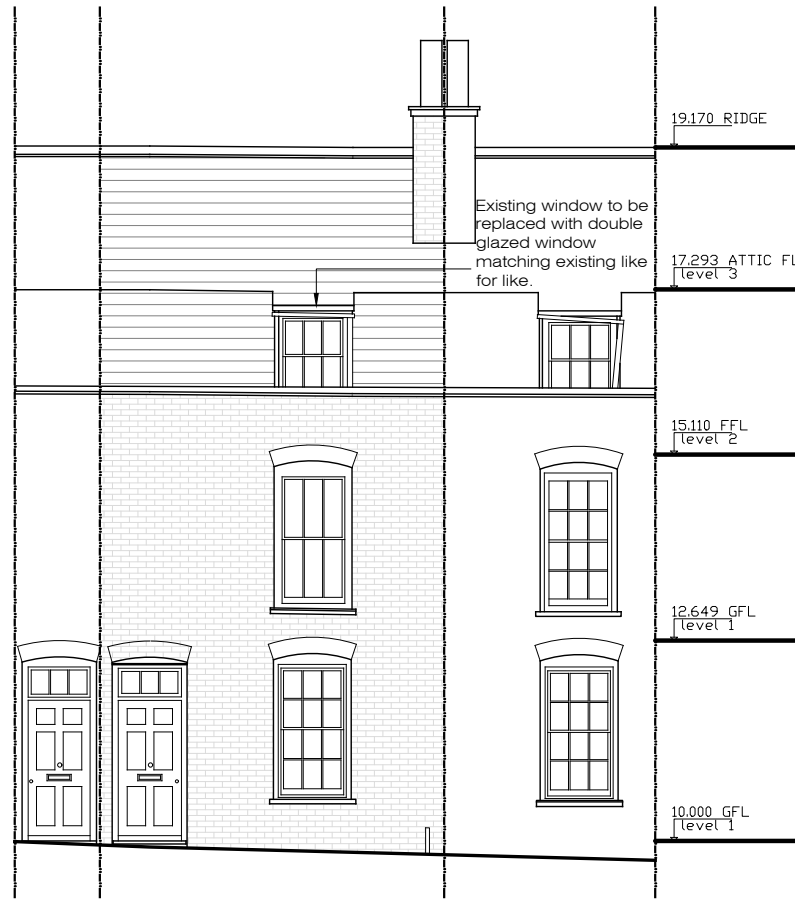 19.170 RIDGE
Existing window to be
replaced with double
glazed window
matching existing like
for like.
17.293 ATTIC FL
level 3
15.110 FFL
level 2
12.649 GFL
level 1
10.000 GFL
level 1